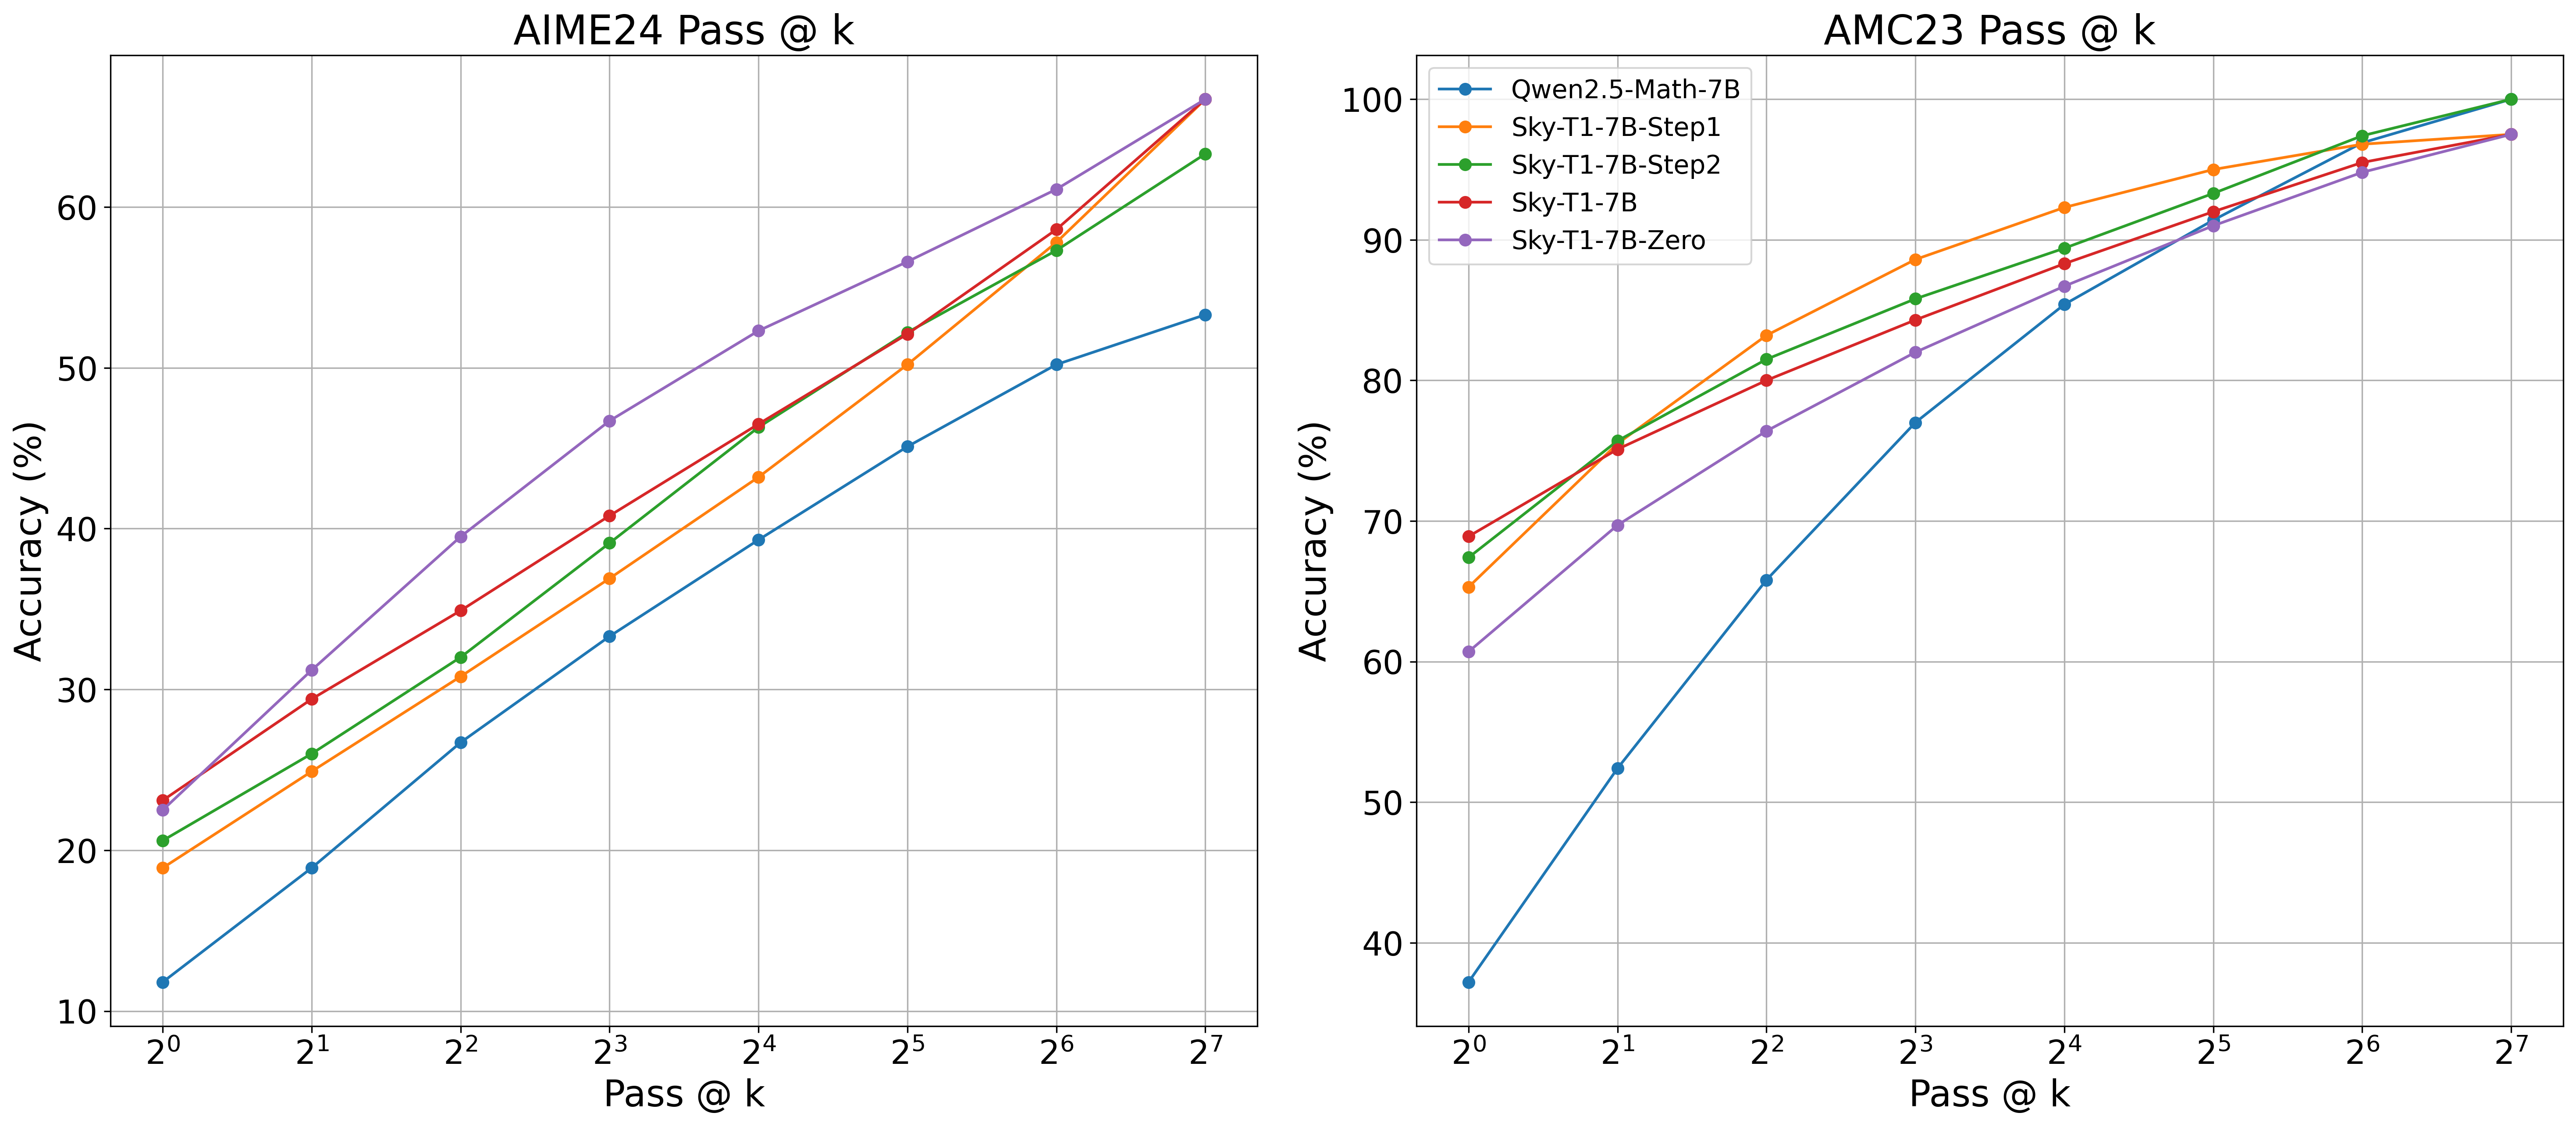 AIME24 Pass @ k
Accuracy (%)
60
50
40
30
20
10
2⁰ 2¹ 2² 2³ 2⁴ 2⁵ 2⁶ 2⁷
Pass @ k
AMC23 Pass @ k
Accuracy (%)
100
90
80
70
60
50
40
Qwen2.5-Math-7B
Sky-T1-7B-Step1
Sky-T1-7B-Step2
Sky-T1-7B
Sky-T1-7B-Zero
2⁰ 2¹ 2² 2³ 2⁴ 2⁵ 2⁶ 2⁷
Pass @ k